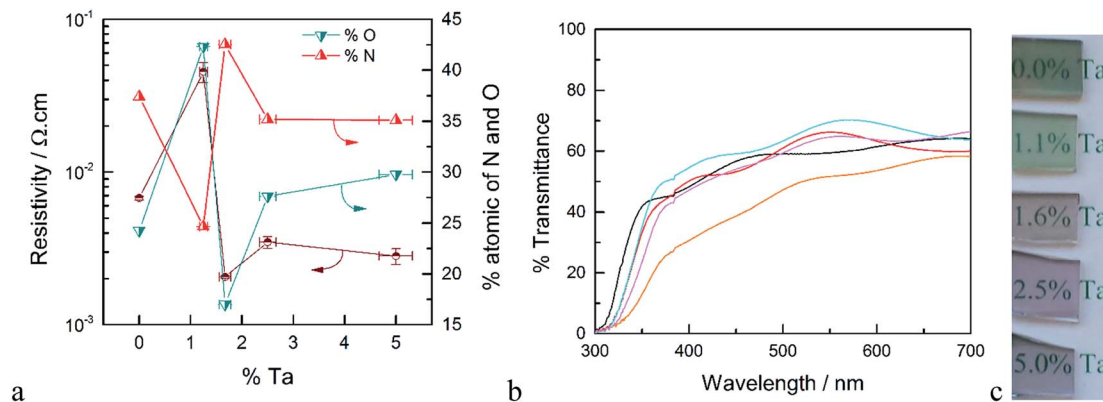 10⁻¹
10⁻²
10⁻³
Resistivity / Ω.cm
% O
% N
45
40
35
30
25
20
15
% atomic of N and O
0 1 2 3 4 5
% Ta
a
100
80
60
40
20
0
% Transmittance
300 400 500 600 700
Wavelength / nm
b
0.0% Ta
1.1% Ta
1.6% Ta
2.5% Ta
5.0% Ta
c